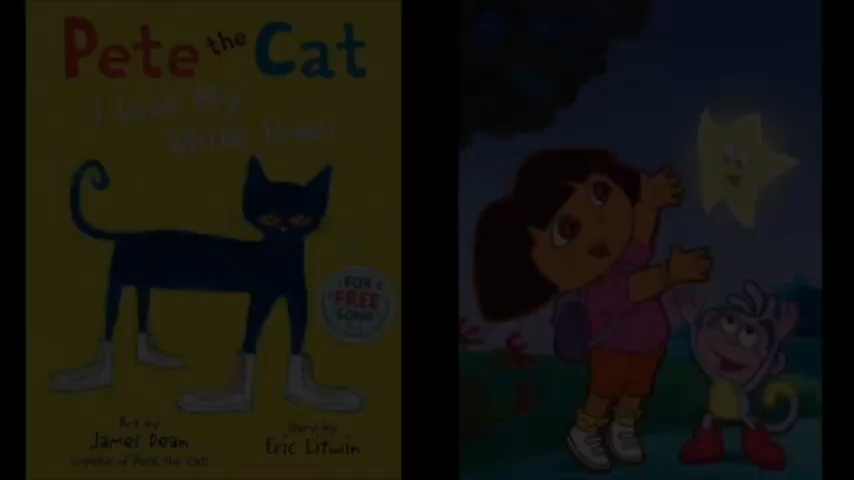 Pete the Cat
I Love My
White Shoes
FOR
FREE
SONG
Art by
James Dean
Creator of Pete the Cat
Story by
Eric Litwin